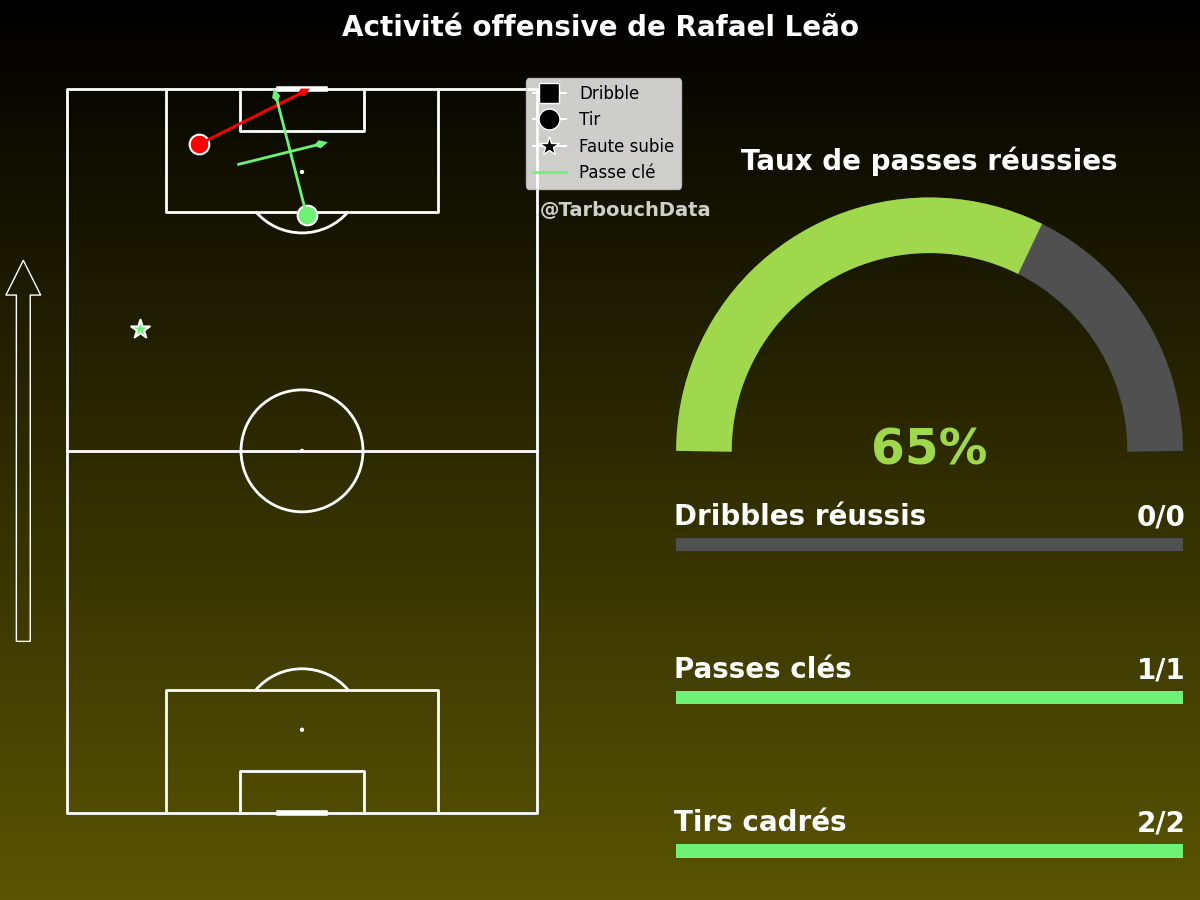 Activité offensive de Rafael Leão
Dribble
Tir
Faute subie
Passe clé
@TarbouchData
Taux de passes réussies
65%
Dribbles réussis 0/0
Passes clés 1/1
Tirs cadrés 2/2